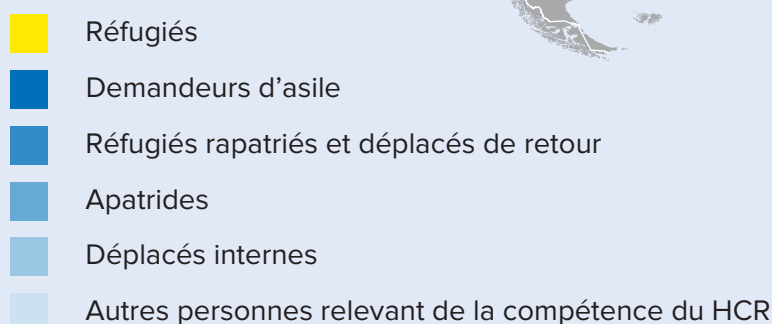 Réfugiés
Demandeurs d’asile
Réfugiés rapatriés et déplacés de retour
Apatrides
Déplacés internes
Autres personnes relevant de la compétence du HCR